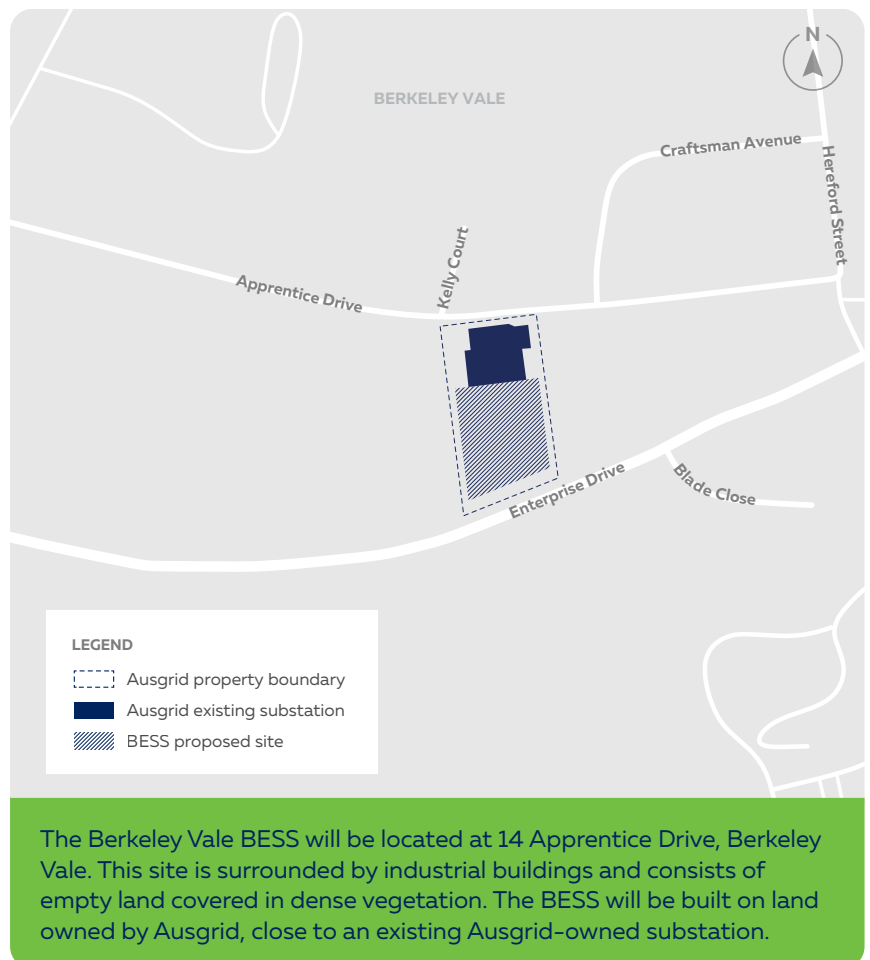 N
BERKELEY VALE
Craftsman Avenue
Hereford Street
Kelly Court
Apprentice Drive
Enterprise Drive
Blade Close
LEGEND
Ausgrid property boundary
Ausgrid existing substation
BESS proposed site
The Berkeley Vale BESS will be located at 14 Apprentice Drive, Berkeley
Vale. This site is surrounded by industrial buildings and consists of
empty land covered in dense vegetation. The BESS will be built on land
owned by Ausgrid, close to an existing Ausgrid-owned substation.